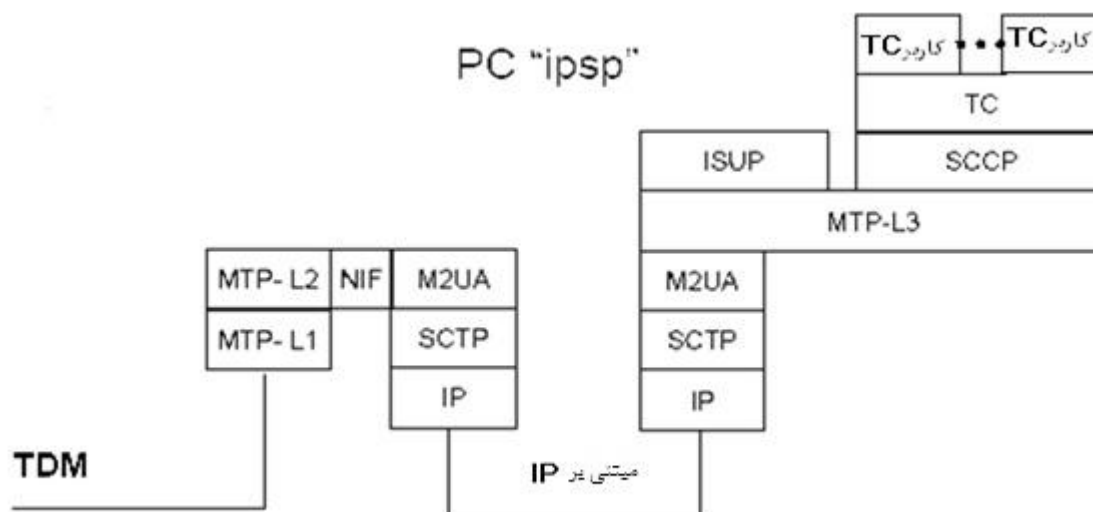 کاربر TC ••• کاربر TC
PC “ipsp”
TC
ISUP SCCP
MTP-L3
MTP- L2 NIF M2UA M2UA
MTP- L1 SCTP SCTP
IP IP
TDM
میتنی بر IP